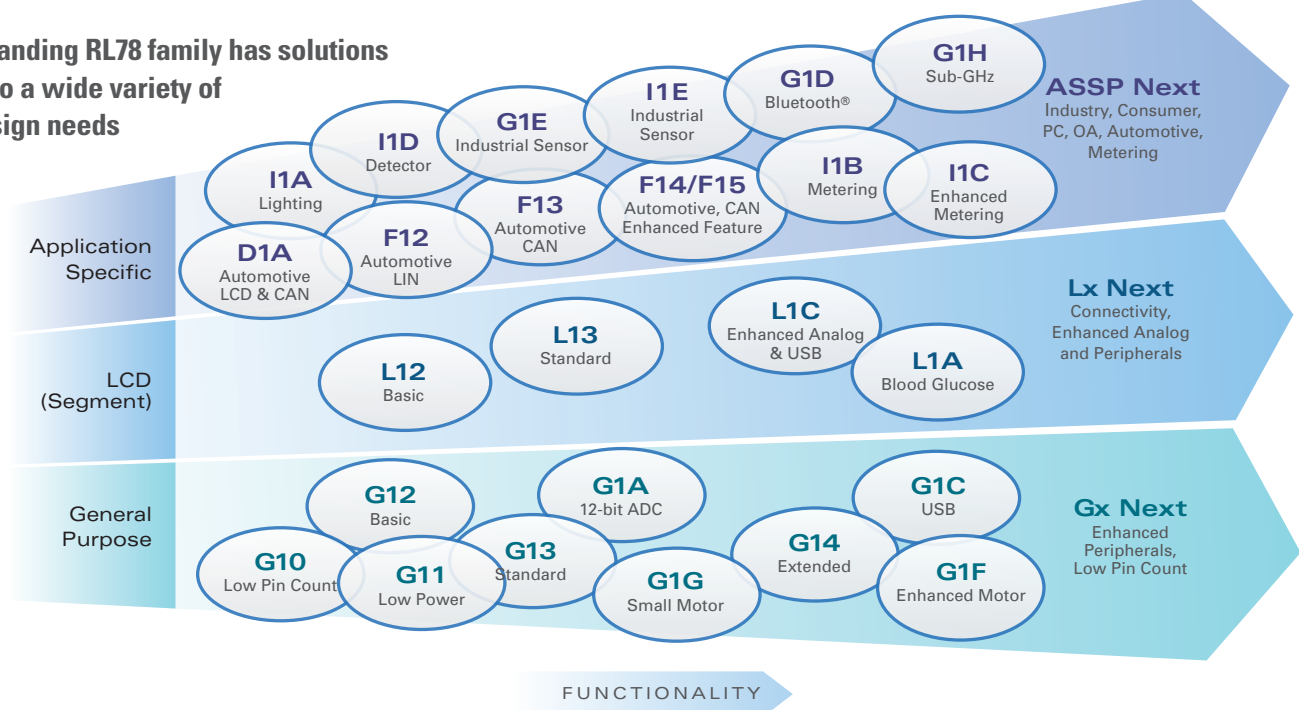 anding RL78 family has solutions
o a wide variety of
sign needs
Application
Specific
I1A
Lighting
I1D
Detector
G1E
Industrial Sensor
I1E
Industrial
Sensor
G1D
Bluetooth®
G1H
Sub-GHz
D1A
Automotive
LCD & CAN
F12
Automotive
LIN
F13
Automotive
CAN
F14/F15
Automotive, CAN
Enhanced Feature
I1B
Metering
I1C
Enhanced
Metering
ASSP Next
Industry, Consumer,
PC, OA, Automotive,
Metering
LCD
(Segment)
L12
Basic
L13
Standard
L1C
Enhanced Analog
& USB
L1A
Blood Glucose
Lx Next
Connectivity,
Enhanced Analog
and Peripherals
General
Purpose
G10
Low Pin Count
G12
Basic
G11
Low Power
G13
Standard
G1A
12-bit ADC
G1G
Small Motor
G14
Extended
G1C
USB
G1F
Enhanced Motor
Gx Next
Enhanced
Peripherals,
Low Pin Count
FUNCTIONALITY